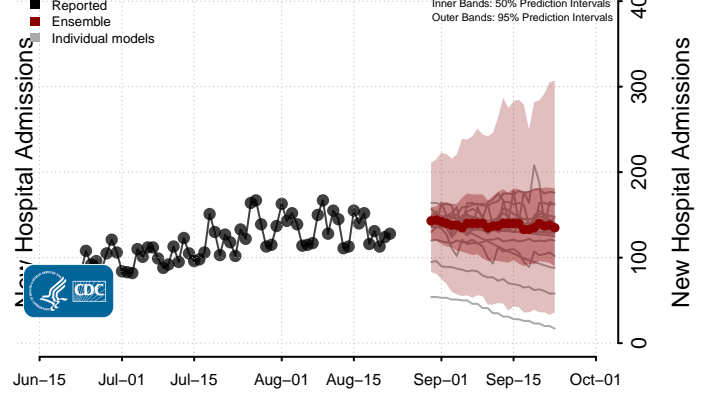 Reported
Ensemble
Individual models
Inner Bands: 50% Prediction Intervals
Outer Bands: 95% Prediction Intervals
New Hospital Admissions
CDC
300
200
100
0
New Hospital Admissions
Jun–15
Jul–01
Jul–15
Aug–01
Aug–15
Sep–01
Sep–15
Oct–01